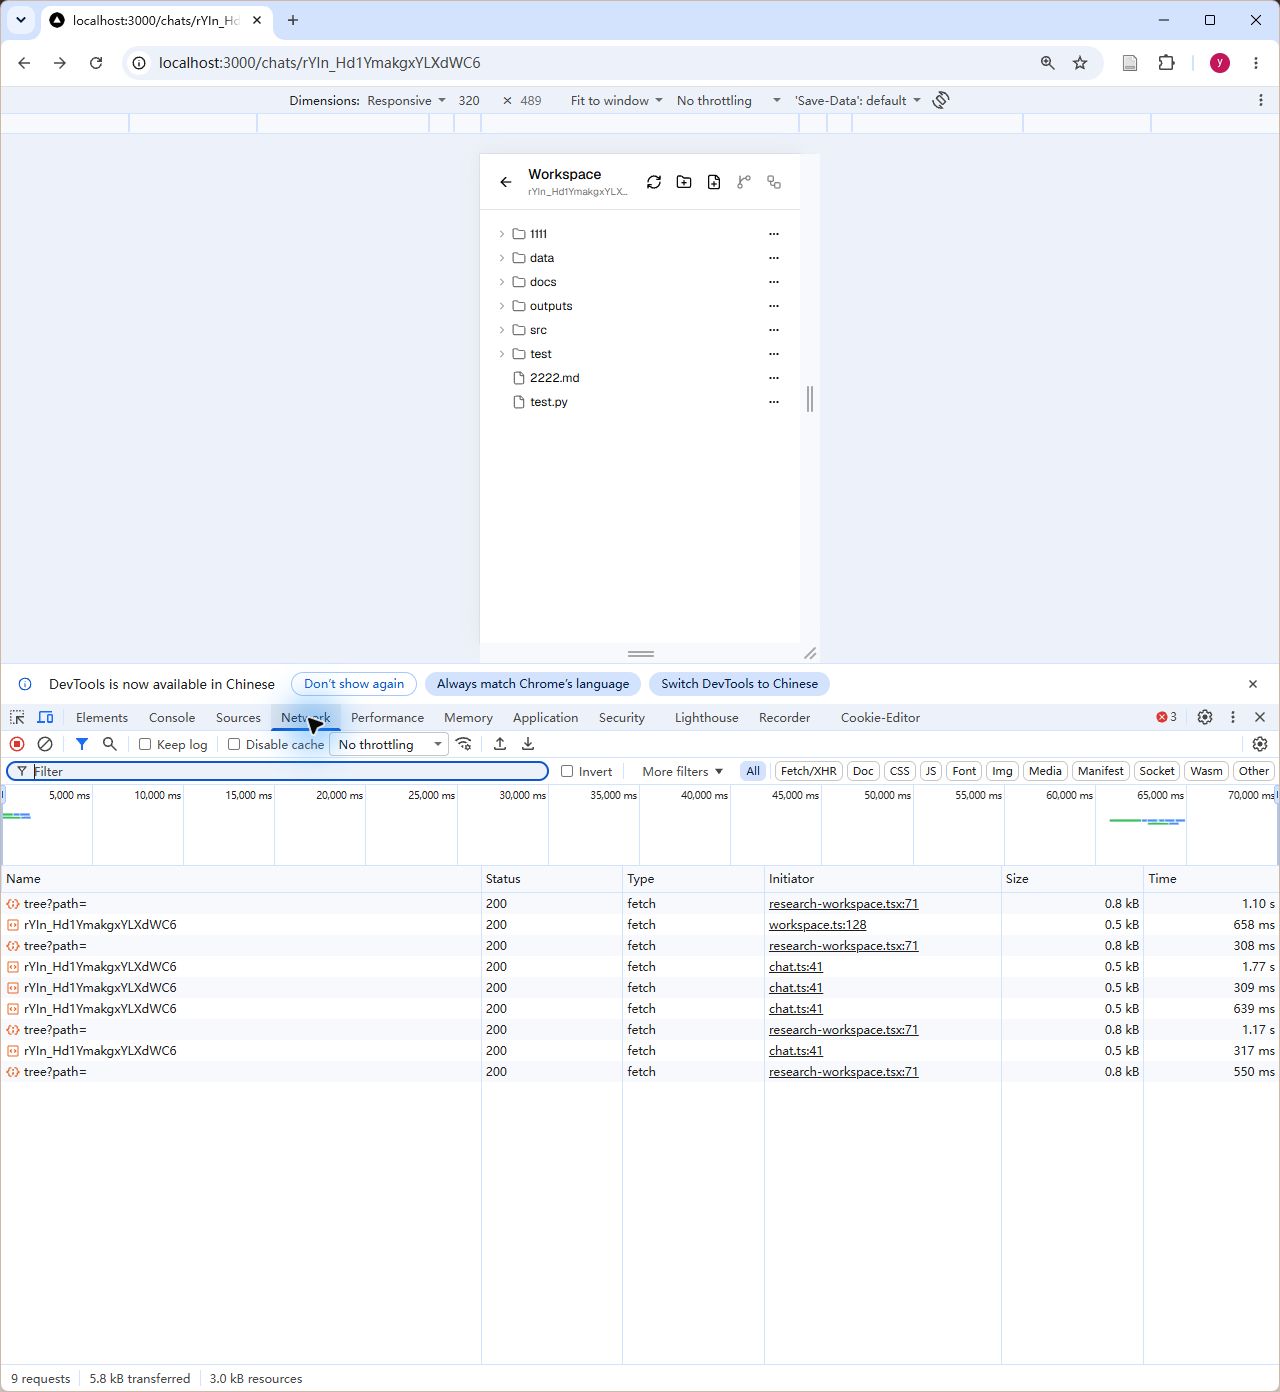 localhost:3000/chats/rYIn_Hd
localhost:3000/chats/rYIn_Hd1YmakgxYLXdWC6
y
Dimensions: Responsive 320 × 489 Fit to window No throttling 'Save-Data': default
Workspace
rYIn_Hd1YmakgxYLX...
1111
data
docs
outputs
src
test
2222.md
test.py
DevTools is now available in Chinese Don't show again Always match Chrome's language Switch DevTools to Chinese
Elements Console Sources Network Performance Memory Application Security Lighthouse Recorder Cookie-Editor 3
Keep log Disable cache No throttling
Filter Invert More filters All Fetch/XHR Doc CSS JS Font Img Media Manifest Socket Wasm Other
5,000 ms 10,000 ms 15,000 ms 20,000 ms 25,000 ms 30,000 ms 35,000 ms 40,000 ms 45,000 ms 50,000 ms 55,000 ms 60,000 ms 65,000 ms 70,000 ms
Name Status Type Initiator Size Time
tree?path= 200 fetch research-workspace.tsx:71 0.8 kB 1.10 s
rYIn_Hd1YmakgxYLXdWC6 200 fetch workspace.ts:128 0.5 kB 658 ms
tree?path= 200 fetch research-workspace.tsx:71 0.8 kB 308 ms
rYIn_Hd1YmakgxYLXdWC6 200 fetch chat.ts:41 0.5 kB 1.77 s
rYIn_Hd1YmakgxYLXdWC6 200 fetch chat.ts:41 0.5 kB 309 ms
rYIn_Hd1YmakgxYLXdWC6 200 fetch chat.ts:41 0.5 kB 639 ms
tree?path= 200 fetch research-workspace.tsx:71 0.8 kB 1.17 s
rYIn_Hd1YmakgxYLXdWC6 200 fetch chat.ts:41 0.5 kB 317 ms
tree?path= 200 fetch research-workspace.tsx:71 0.8 kB 550 ms
9 requests 5.8 kB transferred 3.0 kB resources